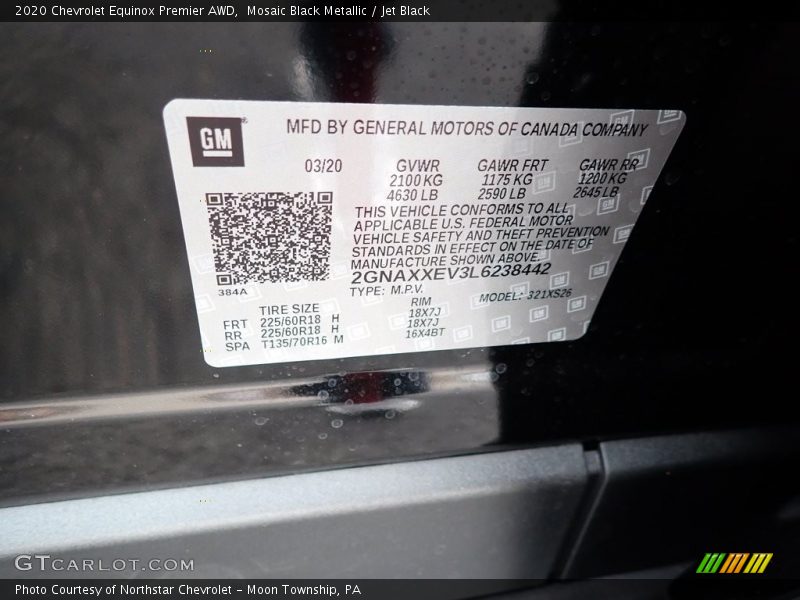 2020 Chevrolet Equinox Premier AWD,  Mosaic Black Metallic / Jet Black
GM
MFD BY GENERAL MOTORS OF CANADA COMPANY
03/20 GVWR GAWR FRT GAWR RR
2100 KG 1175 KG 1200 KG
4630 LB 2590 LB 2645 LB
THIS VEHICLE CONFORMS TO ALL
APPLICABLE U.S. FEDERAL MOTOR
VEHICLE SAFETY AND THEFT PREVENTION
STANDARDS IN EFFECT ON THE DATE OF
MANUFACTURE SHOWN ABOVE.
2GNAXXEV3L6238442
384A
TYPE: M.P.V. MODEL: 321XS26
TIRE SIZE RIM
FRT 225/60R18 H 18X7J
RR 225/60R18 H 18X7J
SPA T135/70R16 M 16X4BT
GTCARLOT.COM
Photo Courtesy of Northstar Chevrolet – Moon Township, PA